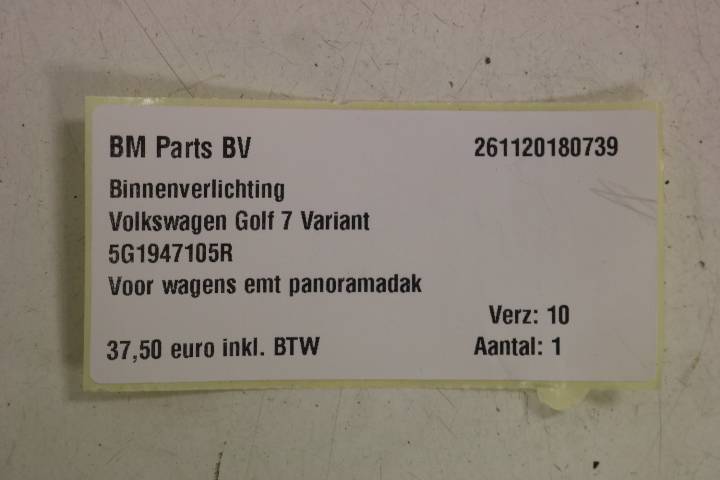 BM Parts BV 261120180739
Binnenverlichting
Volkswagen Golf 7 Variant
5G1947105R
Voor wagens emt panoramadak
Verz: 10
37,50 euro inkl. BTW Aantal: 1